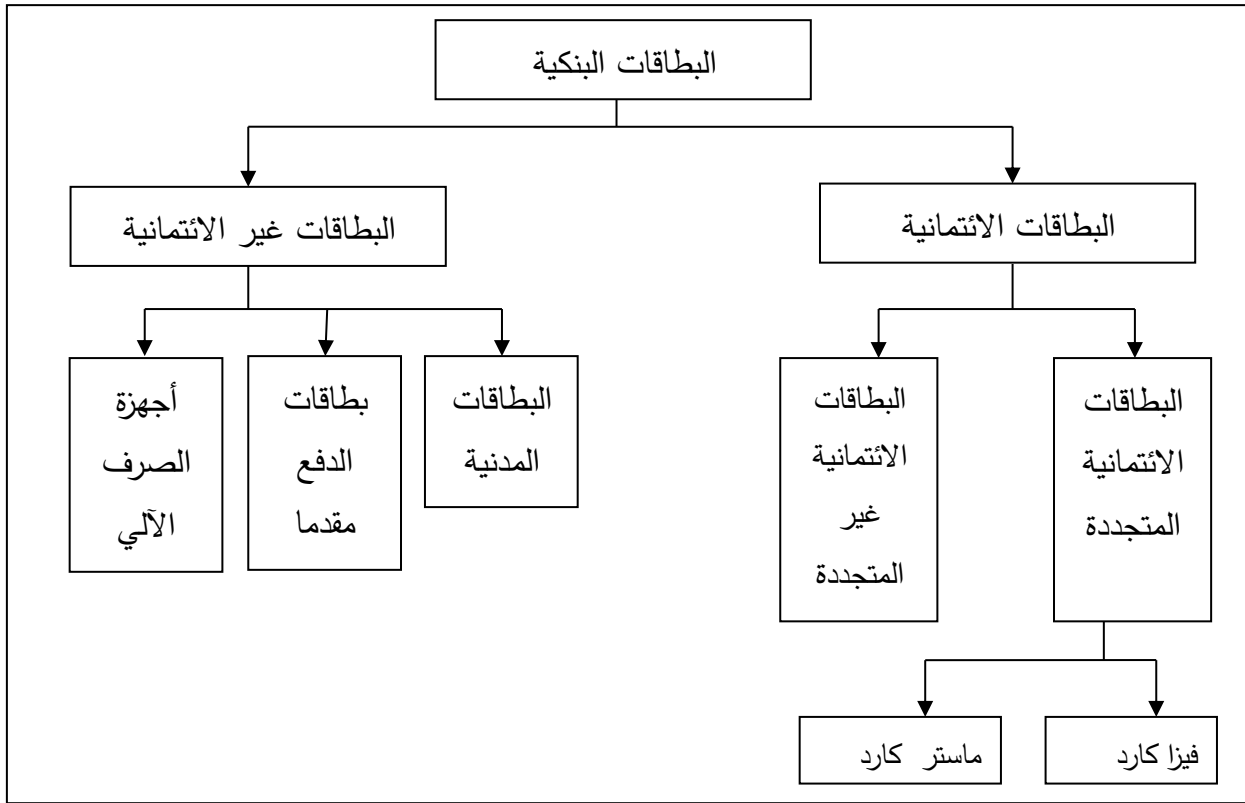 البطاقات البنكية
البطاقات الائتمانية
البطاقات غير الائتمانية
البطاقات
الائتمانية
المتجددة
البطاقات
الائتمانية
غير
المتجددة
البطاقات
المدنية
بطاقات
الدفع
مقدما
أجهزة
الصرف
الآلي
فيزا كارد
ماستر كارد